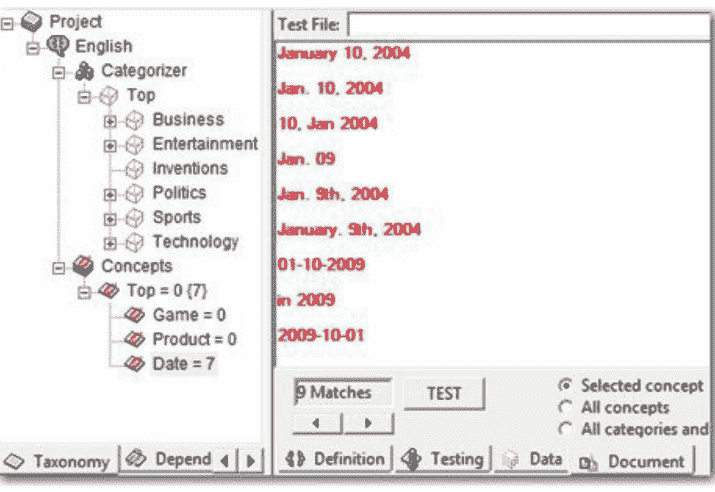 Project
English
Categorizer
Top
Business
Entertainment
Inventions
Politics
Sports
Technology
Concepts
Top = 0 {7}
Game = 0
Product = 0
Date = 7
Taxonomy
Depend
Test File:
January 10, 2004
Jan. 10, 2004
10, Jan 2004
Jan. 09
Jan. 9th, 2004
January. 9th, 2004
01-10-2009
in 2009
2009-10-01
9 Matches
TEST
Selected concept
All concepts
All categories and
Definition
Testing
Data
Document